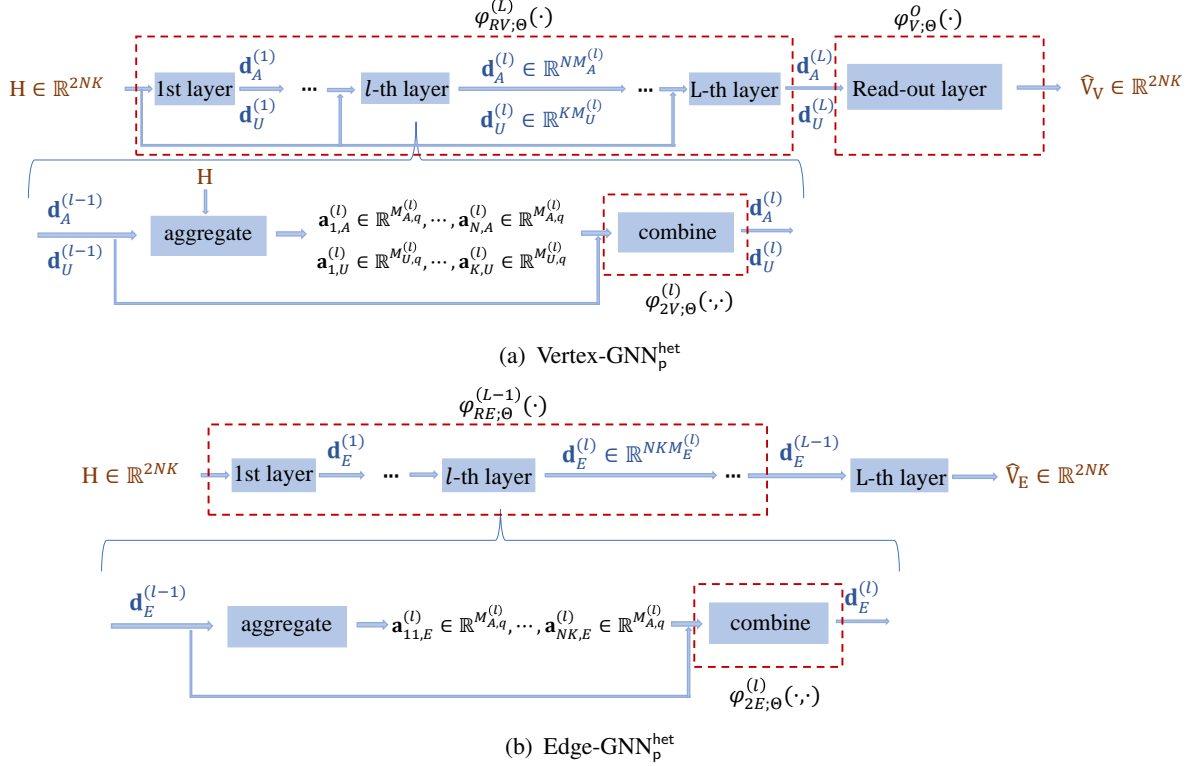 φ_{RV;Θ}^{(L)}(·) φ_{V;Θ}^{O}(·)
H ∈ ℝ^{2NK} 1st layer d_A^{(1)} d_U^{(1)} ... l-th layer d_A^{(l)} ∈ ℝ^{NM_A^{(l)}} d_U^{(l)} ∈ ℝ^{KM_U^{(l)}} ... L-th layer d_A^{(L)} d_U^{(L)} Read-out layer V̂_V ∈ ℝ^{2NK}
H
d_A^{(l-1)} d_U^{(l-1)} aggregate
a_{1,A}^{(l)} ∈ ℝ^{M_{A,q}^{(l)}}, ⋯, a_{N,A}^{(l)} ∈ ℝ^{M_{A,q}^{(l)}}
a_{1,U}^{(l)} ∈ ℝ^{M_{U,q}^{(l)}}, ⋯, a_{K,U}^{(l)} ∈ ℝ^{M_{U,q}^{(l)}}
combine d_A^{(l)} d_U^{(l)}
φ_{2V;Θ}^{(l)}(·,·)
(a) Vertex-GNN_p^{het}
φ_{RE;Θ}^{(L-1)}(·)
H ∈ ℝ^{2NK} 1st layer d_E^{(1)} ... l-th layer d_E^{(l)} ∈ ℝ^{NKM_E^{(l)}} ... d_E^{(L-1)} L-th layer V̂_E ∈ ℝ^{2NK}
d_E^{(l-1)} aggregate a_{11,E}^{(l)} ∈ ℝ^{M_{A,q}^{(l)}}, ⋯, a_{NK,E}^{(l)} ∈ ℝ^{M_{A,q}^{(l)}} combine d_E^{(l)}
φ_{2E;Θ}^{(l)}(·,·)
(b) Edge-GNN_p^{het}